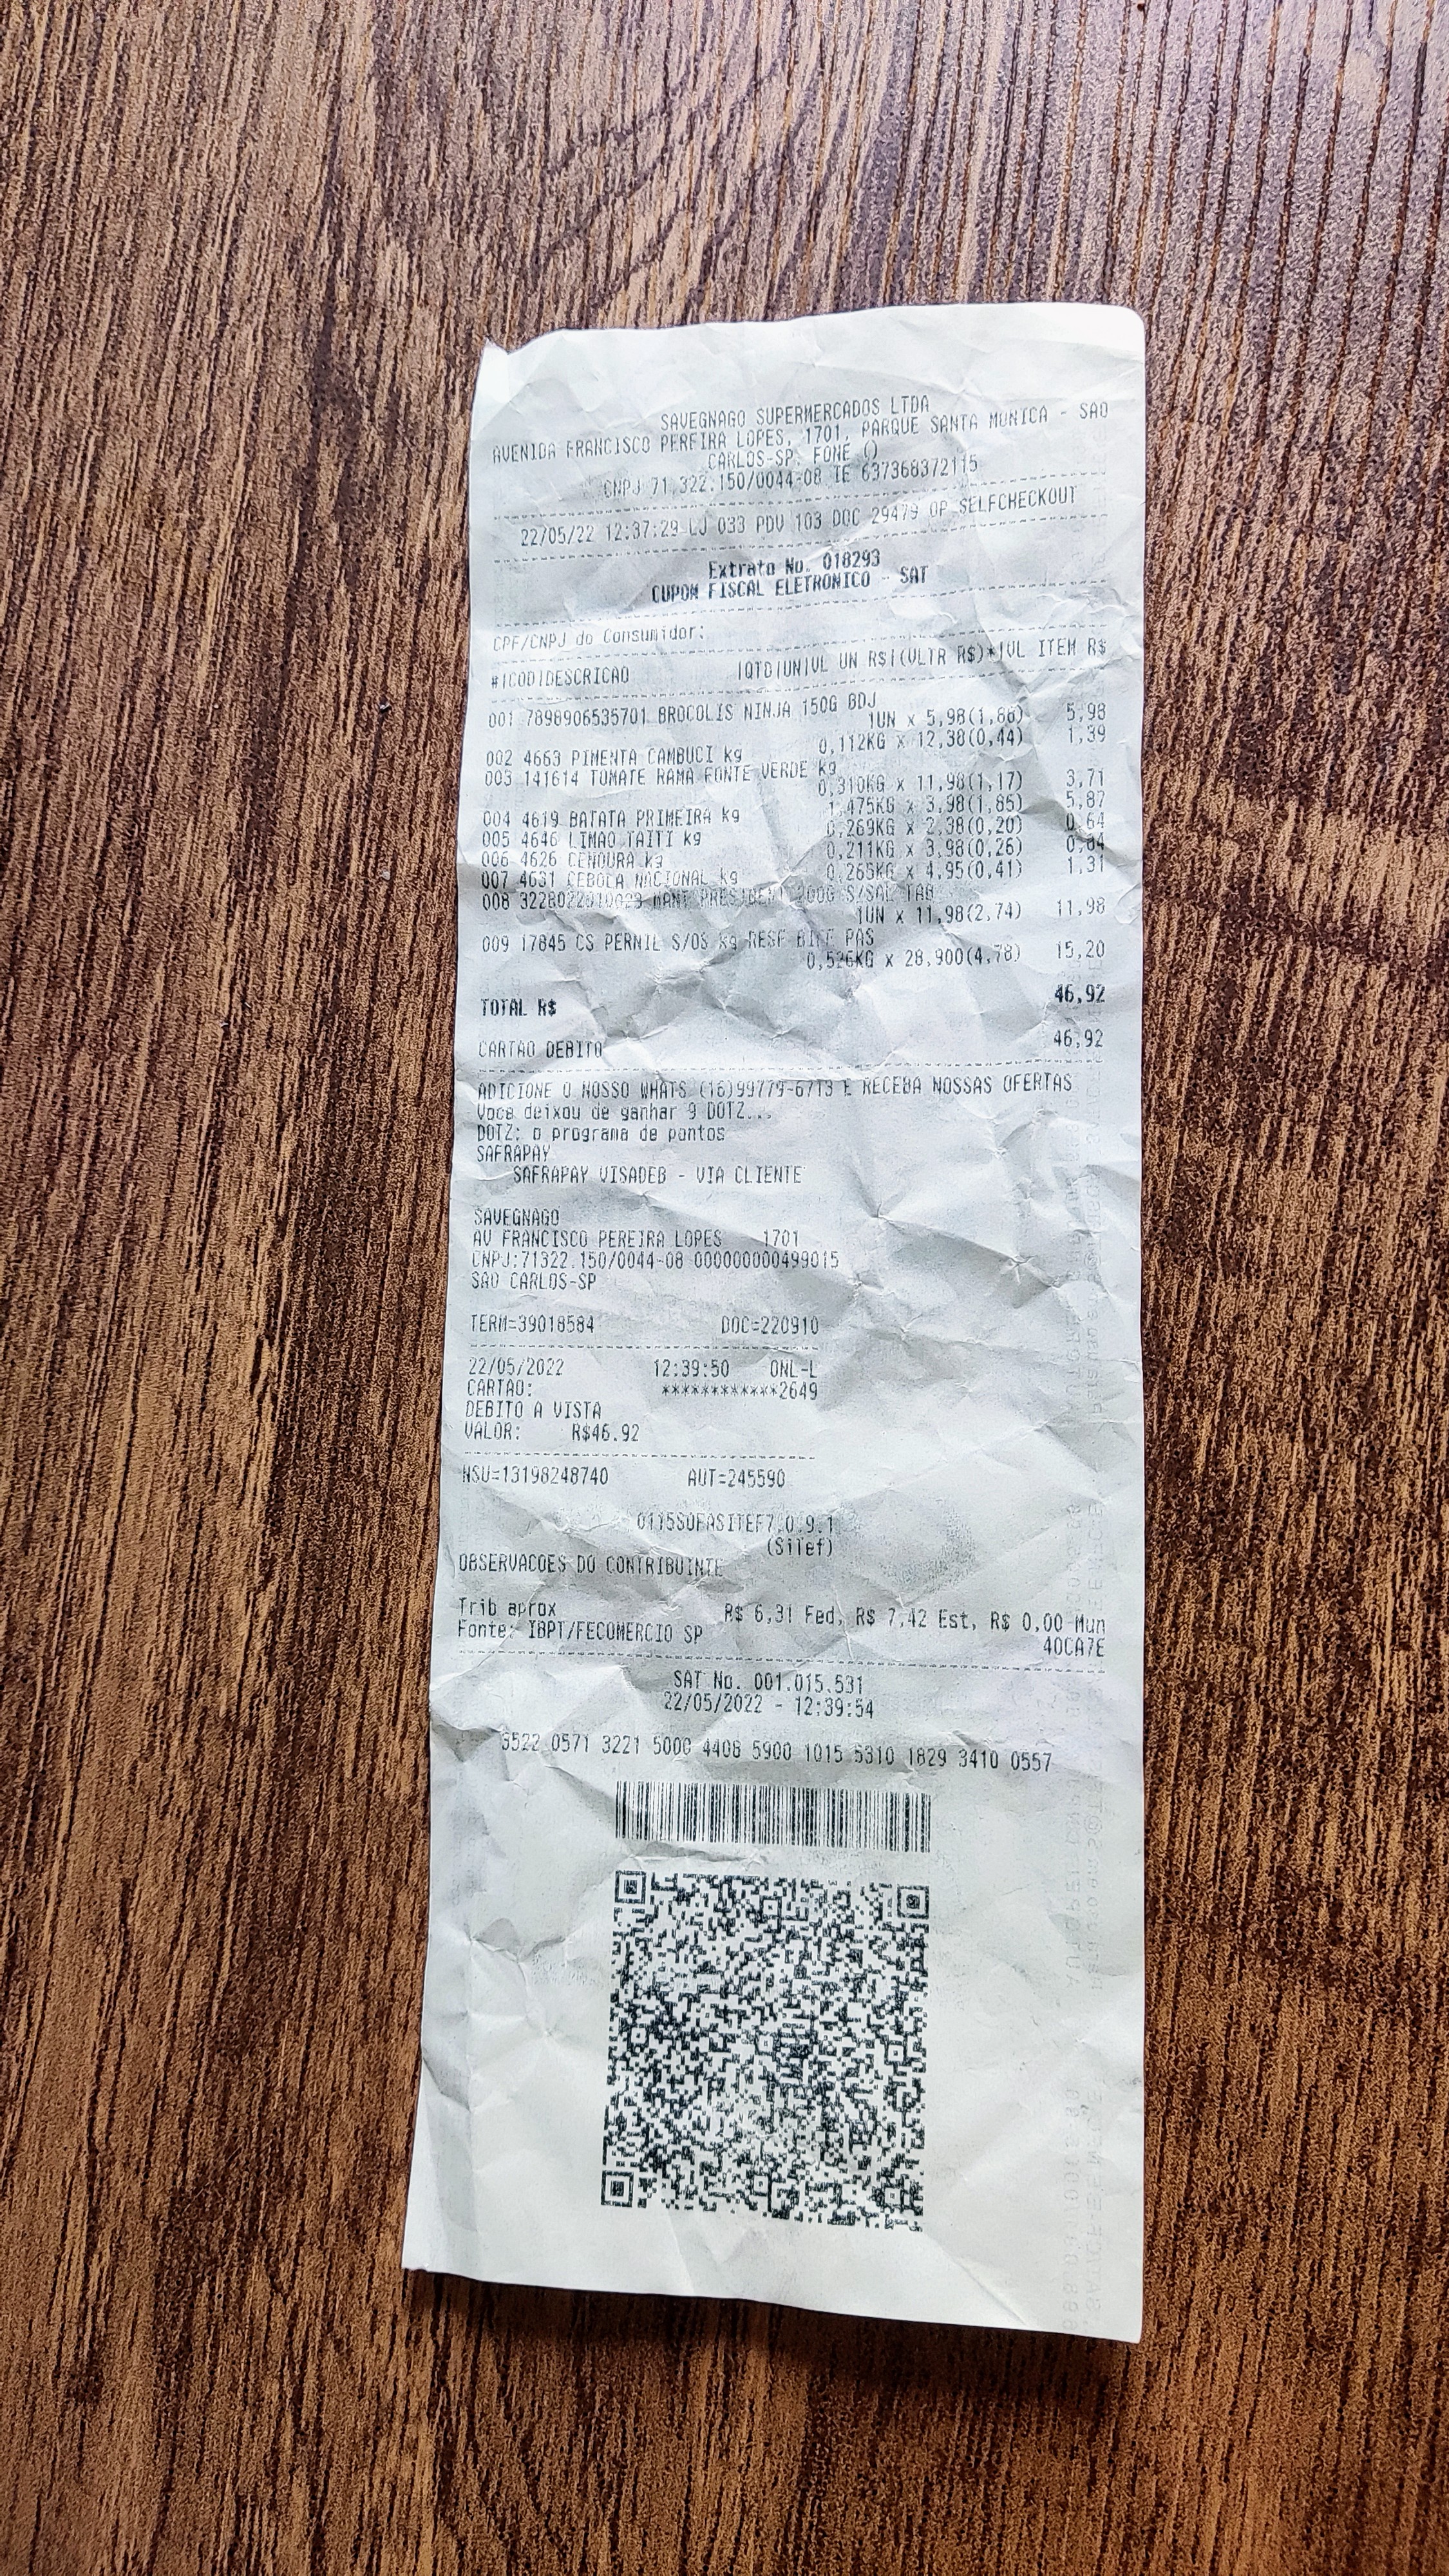 SAVEGNAGO SUPERMERCADOS LTDA
AVENIDA FRANCISCO PEREIRA LOPES, 1701, PARQUE SANTA MONICA - SAO
CARLOS-SP, FONE ()
CNPJ 71.322.150/0044-08 IE 637368372115
22/05/22 12:37:29 LJ 033 PDV 103 DOC 29479 OP SELFCHECKOUT
Extrato No. 018293
CUPOM FISCAL ELETRONICO - SAT
CPF/CNPJ do Consumidor:
#|COD|DESCRICAO |QTD|UN|VL UN R$|(VLTR R$)*|VL ITEM R$
001 7898906535701 BROCOLIS NINJA 150G BDJ
1UN x 5,98(1,86) 5,98
002 4663 PIMENTA CAMBUCI kg 0,112KG x 12,38(0,44) 1,39
003 141614 TOMATE RAMA FONTE VERDE kg
0,310KG x 11,98(1,17) 3,71
004 4619 BATATA PRIMEIRA kg 1,475KG x 3,98(1,85) 5,87
005 4646 LIMAO TAITI kg 0,269KG x 2,38(0,20) 0,64
006 4626 CENOURA kg 0,211KG x 3,98(0,26) 0,84
007 4631 CEBOLA NACIONAL kg 0,265KG x 4,95(0,41) 1,31
008 MANT PRESIDENT 200G S/SAL TAB
1UN x 11,98(2,74) 11,98
009 17845 CS PERNIL S/OS kg RESF BIFE PAS
0,526KG x 28,900(4,78) 15,20
TOTAL R$ 46,92
CARTAO DEBITO 46,92
ADICIONE O NOSSO WHATS (16)99779-6713 E RECEBA NOSSAS OFERTAS
Voce deixou de ganhar 9 DOTZ...
DOTZ: o programa de pontos
SAFRAPAY
SAFRAPAY VISADEB - VIA CLIENTE
SAVEGNAGO
AV FRANCISCO PEREIRA LOPES 1701
CNPJ:71322.150/0044-08 000000000499015
SAO CARLOS-SP
TERM=39018584 DOC=220910
22/05/2022 12:39:50 ONL-L
CARTAO: ************2649
DEBITO A VISTA
VALOR: R$46.92
NSU=13198248740 AUT=245590
(Sitef)
OBSERVACOES DO CONTRIBUINTE
Trib aprox R$ 6,31 Fed, R$ 7,42 Est, R$ 0,00 Mun
Fonte: IBPT/FECOMERCIO SP 40CA7E
SAT No. 001.015.531
22/05/2022 - 12:39:54
3522 0571 3221 5000 4408 5900 1015 5310 1829 3410 0557